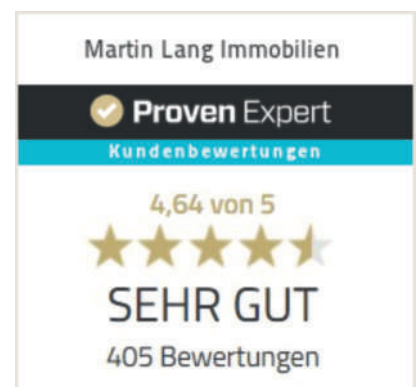 Martin Lang Immobilien
Proven Expert
Kundenbewertungen
4,64 von 5
SEHR GUT
405 Bewertungen